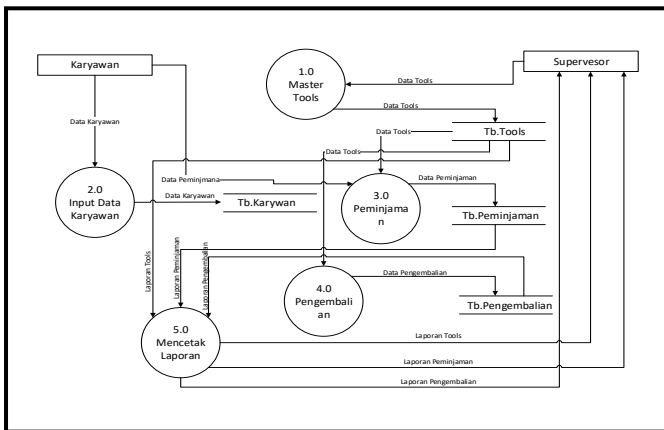 Karyawan
Supervesor
1.0
Master
Tools
Data Tools
Data Tools
Tb.Tools
Data Tools
Data Tools
Data Karyawan
2.0
Input Data
Karyawan
Data Peminjmana
Data Karyawan
Tb.Karywan
3.0
Peminjama
n
Data Peminjaman
Tb.Peminjaman
4.0
Pengembali
an
Data Pengembalian
Tb.Pengembalian
Laporan Tools
Laporan Peminjaman
Laporan Pengembalian
5.0
Mencetak
Laporan
Laporan Tools
Laporan Peminjaman
Laporan Pengembalian